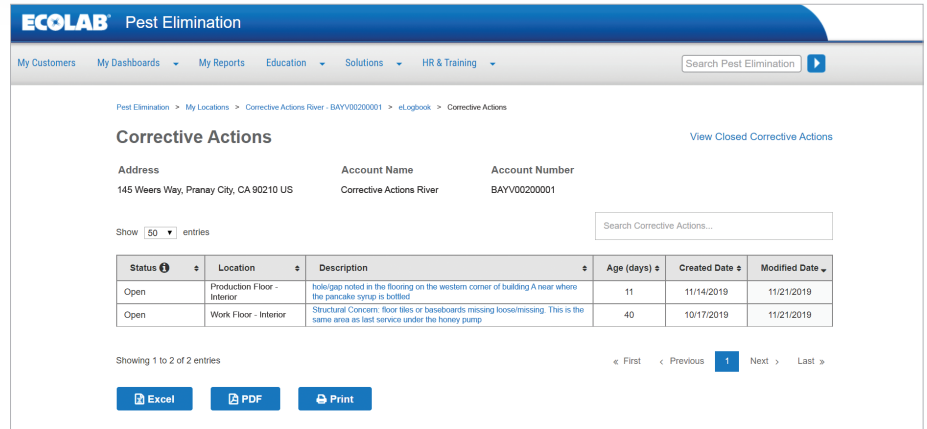 ECOLAB® Pest Elimination
My Customers My Dashboards My Reports Education Solutions HR & Training Search Pest Elimination
Pest Elimination > My Locations > Corrective Actions River - BAYV00200001 > eLogbook > Corrective Actions
Corrective Actions View Closed Corrective Actions
Address Account Name Account Number
145 Weers Way, Pranay City, CA 90210 US Corrective Actions River BAYV00200001
Show 50 entries Search Corrective Actions...
Status Location Description Age (days) Created Date Modified Date
Open Production Floor - Interior hole/gap noted in the flooring on the western corner of building A near where the pancake syrup is bottled 11 11/14/2019 11/21/2019
Open Work Floor - Interior Structural Concern: floor tiles or baseboards missing loose/missing. This is the same area as last service under the honey pump 40 10/17/2019 11/21/2019
Showing 1 to 2 of 2 entries « First ‹ Previous 1 Next › Last »
Excel PDF Print